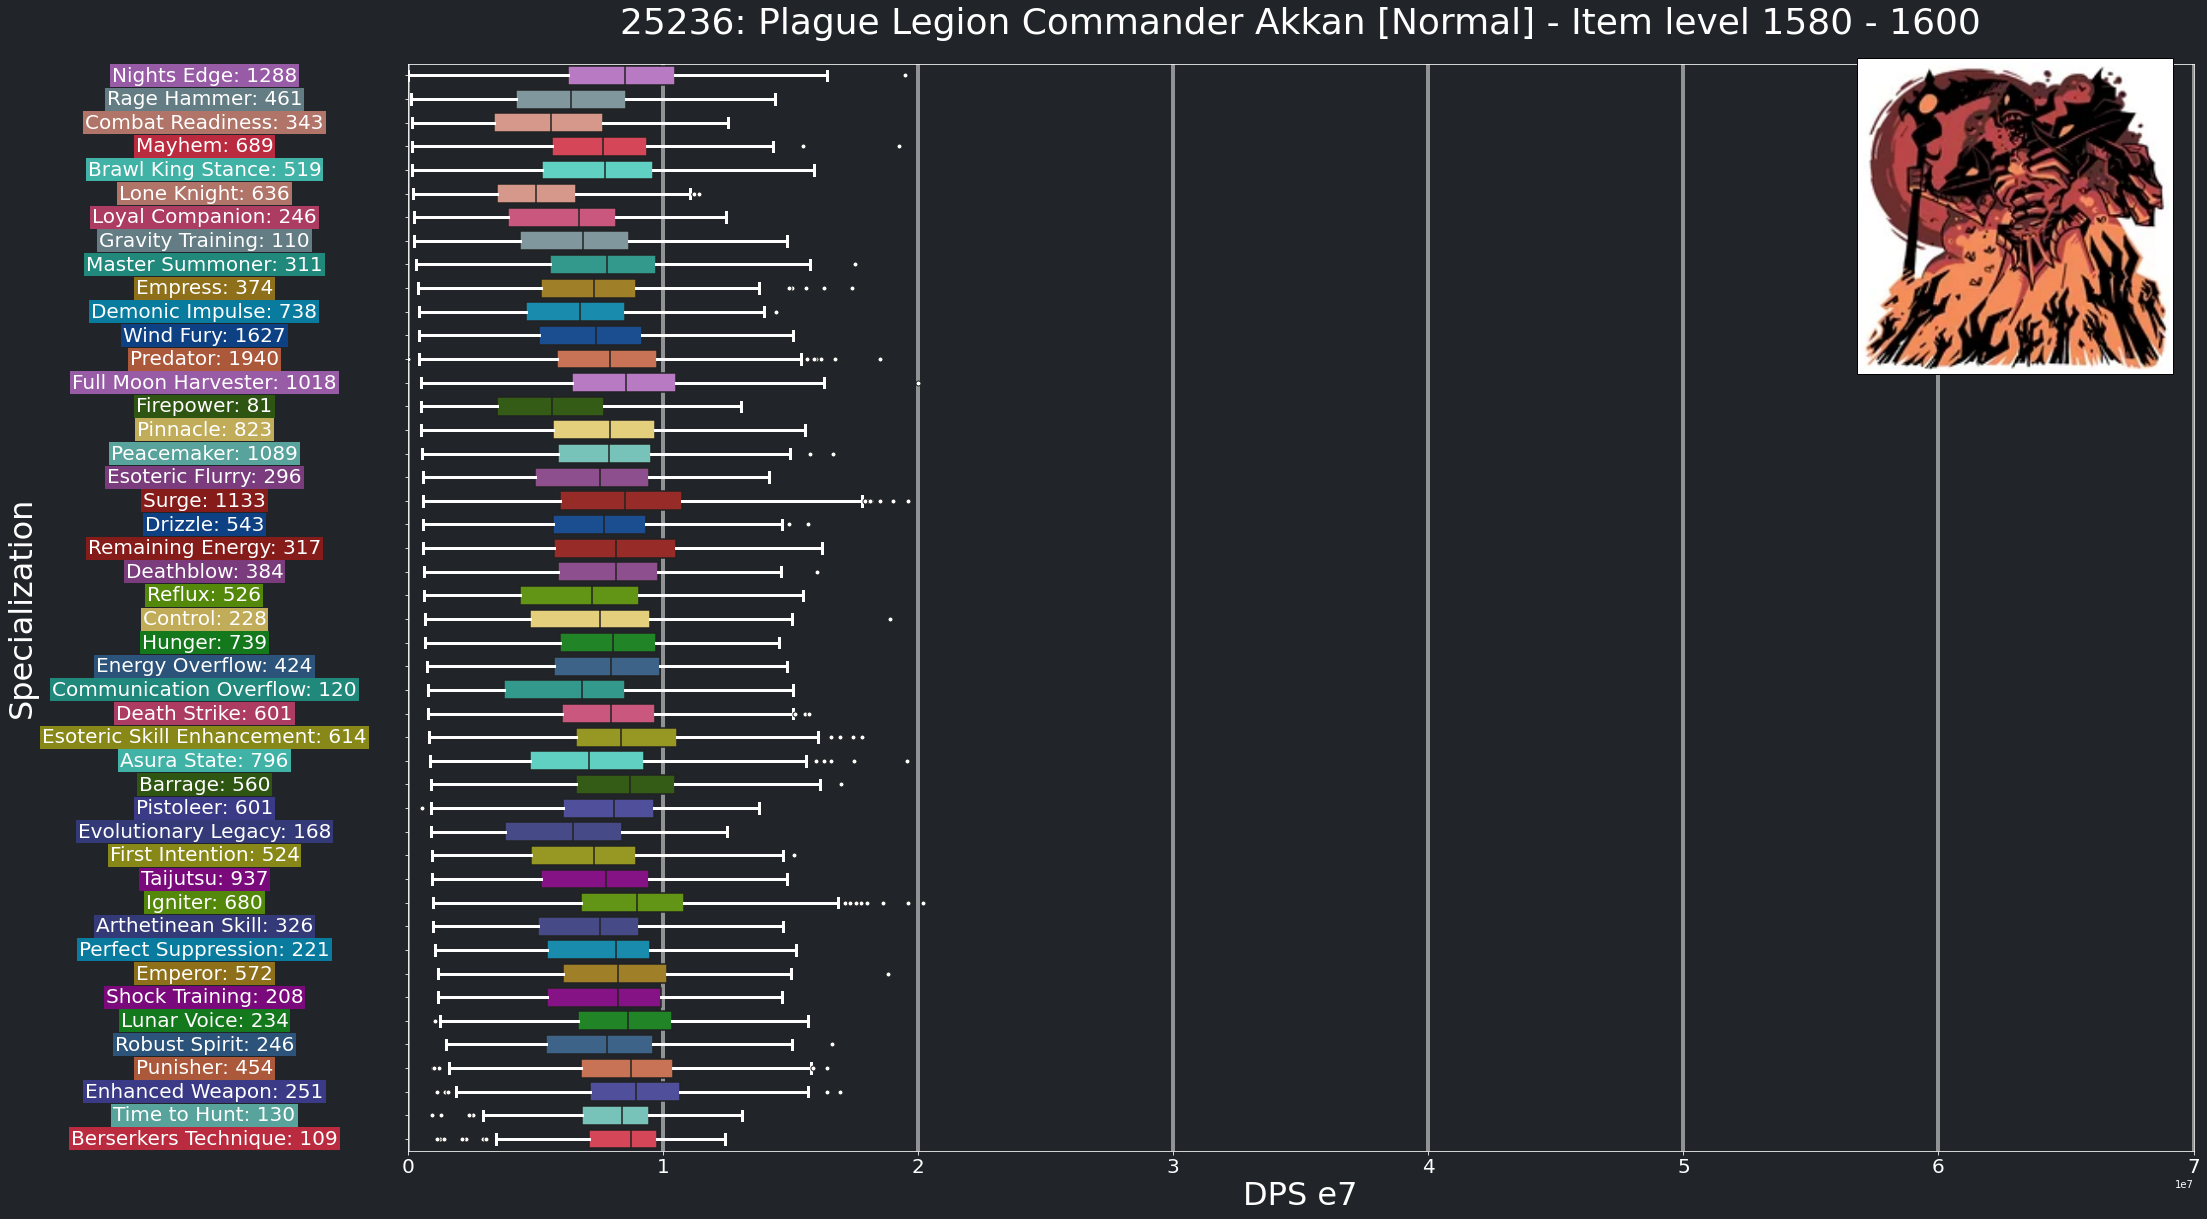 25236: Plague Legion Commander Akkan [Normal] - Item level 1580 - 1600
Nights Edge: 1288
Rage Hammer: 461
Combat Readiness: 343
Mayhem: 689
Brawl King Stance: 519
Lone Knight: 636
Loyal Companion: 246
Gravity Training: 110
Master Summoner: 311
Empress: 374
Demonic Impulse: 738
Wind Fury: 1627
Predator: 1940
Full Moon Harvester: 1018
Firepower: 81
Pinnacle: 823
Peacemaker: 1089
Esoteric Flurry: 296
Surge: 1133
Drizzle: 543
Remaining Energy: 317
Deathblow: 384
Reflux: 526
Control: 228
Hunger: 739
Energy Overflow: 424
Communication Overflow: 120
Death Strike: 601
Esoteric Skill Enhancement: 614
Asura State: 796
Barrage: 560
Pistoleer: 601
Evolutionary Legacy: 168
First Intention: 524
Taijutsu: 937
Igniter: 680
Arthetinean Skill: 326
Perfect Suppression: 221
Emperor: 572
Shock Training: 208
Lunar Voice: 234
Robust Spirit: 246
Punisher: 454
Enhanced Weapon: 251
Time to Hunt: 130
Berserkers Technique: 109
Specialization
0 1 2 3 4 5 6 7
1e7
DPS e7